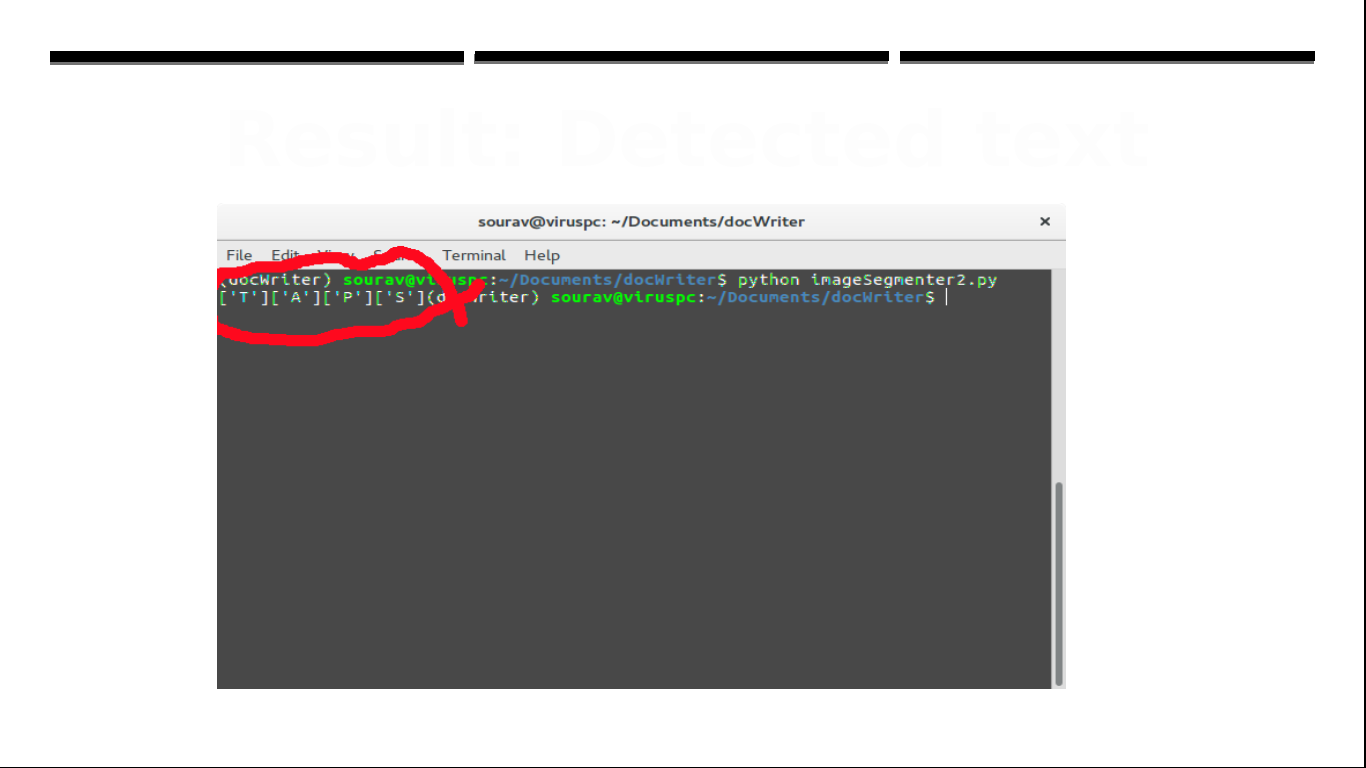 Result: Detected text
sourav@viruspc: ~/Documents/docWriter ×
File Edit View Terminal Help
(docWriter) sourav@viruspc:~/Documents/docWriter$ python imageSegmenter2.py
['T']['A']['P']['S'](docWriter) sourav@viruspc:~/Documents/docWriter$